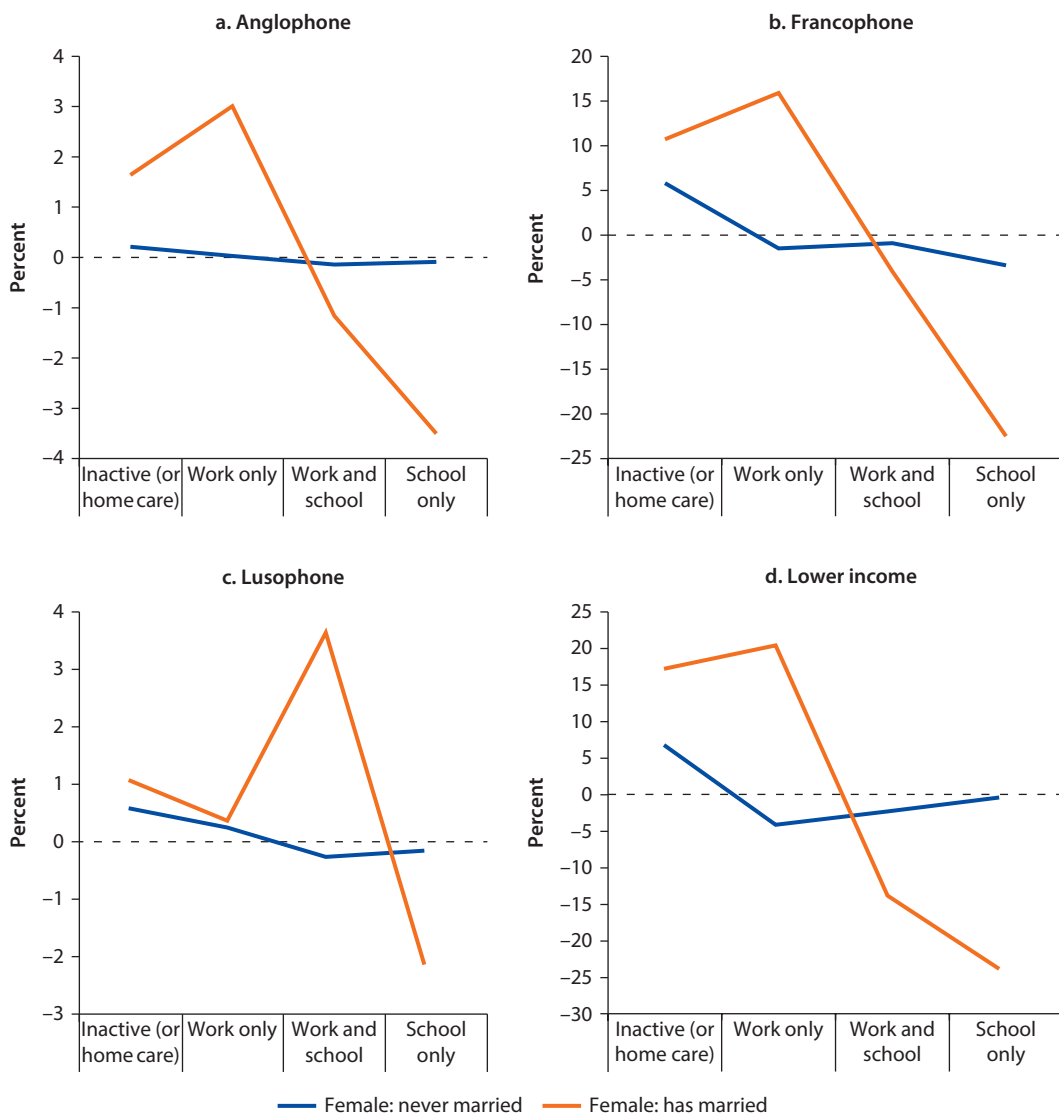 a. Anglophone
4
3
2
1
0
–1
–2
–3
–4
Percent
Inactive (or
home care)
Work only
Work and
school
School
only
b. Francophone
20
15
10
5
0
–5
–10
–15
–20
–25
Percent
Inactive (or
home care)
Work only
Work and
school
School
only
c. Lusophone
4
3
2
1
0
–1
–2
–3
Percent
Inactive (or
home care)
Work only
Work and
school
School
only
d. Lower income
25
20
15
10
5
0
–5
–10
–15
–20
–25
–30
Percent
Inactive (or
home care)
Work only
Work and
school
School
only
Female: never married
Female: has married